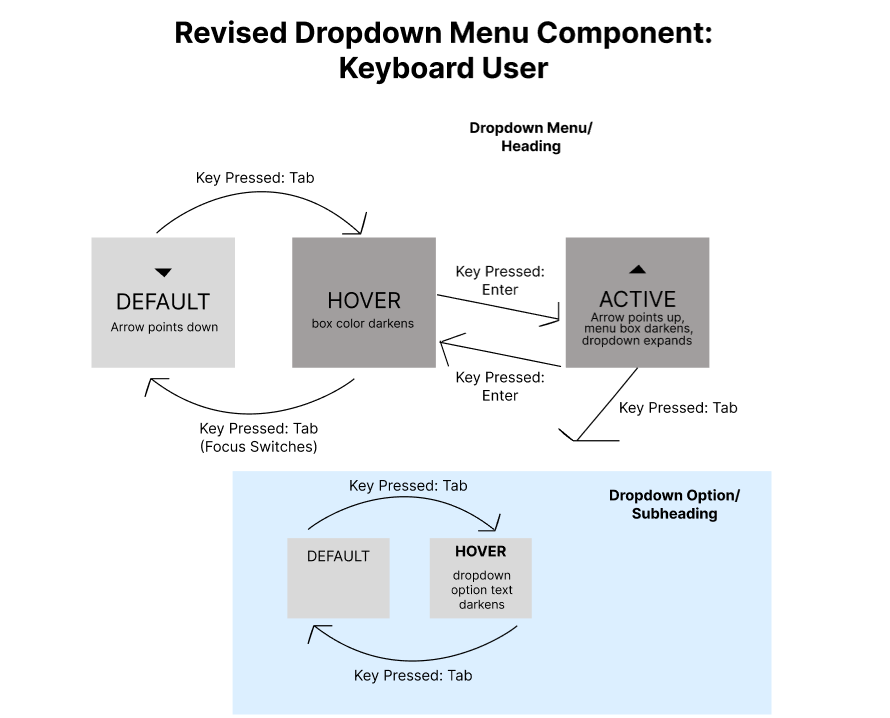 Revised Dropdown Menu Component:
Keyboard User
Dropdown Menu/
Heading
Key Pressed: Tab
DEFAULT
Arrow points down
HOVER
box color darkens
Key Pressed:
Enter
Key Pressed:
Enter
ACTIVE
Arrow points up,
menu box darkens,
dropdown expands
Key Pressed: Tab
(Focus Switches)
Key Pressed: Tab
Dropdown Option/
Subheading
Key Pressed: Tab
DEFAULT
HOVER
dropdown
option text
darkens
Key Pressed: Tab